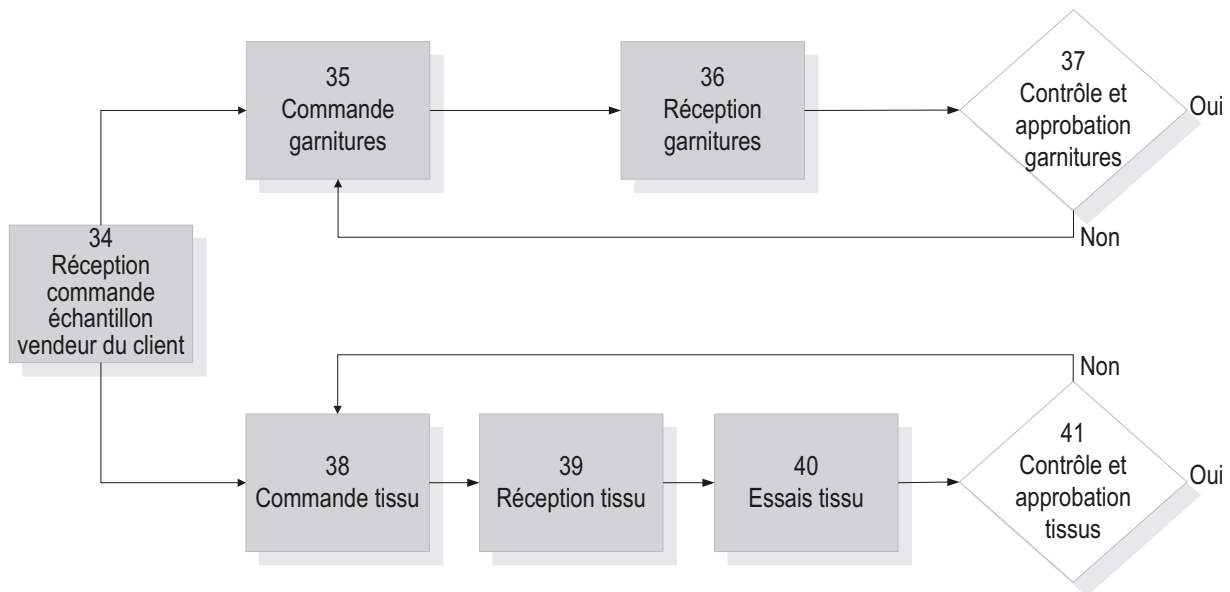 35
Commande
garnitures
36
Réception
garnitures
37
Contrôle et
approbation
garnitures
Oui
Non
34
Réception
commande
échantillon
vendeur du client
38
Commande tissu
39
Réception tissu
40
Essais tissu
41
Contrôle et
approbation
tissus
Non
Oui